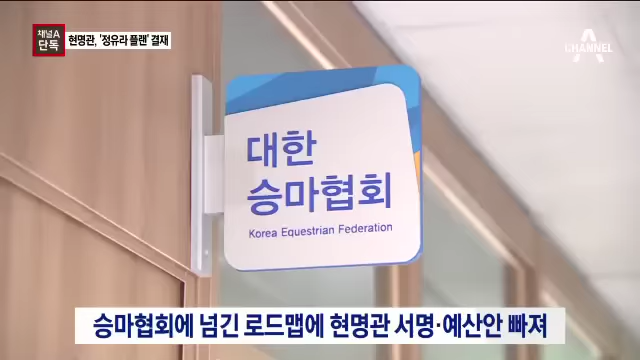 채널A
단독
현명관, '정유라 플랜' 결재
CHANNEL A
대한
승마협회
Korea Equestrian Federation
승마협회에 넘긴 로드맵에 현명관 서명·예산안 빠져